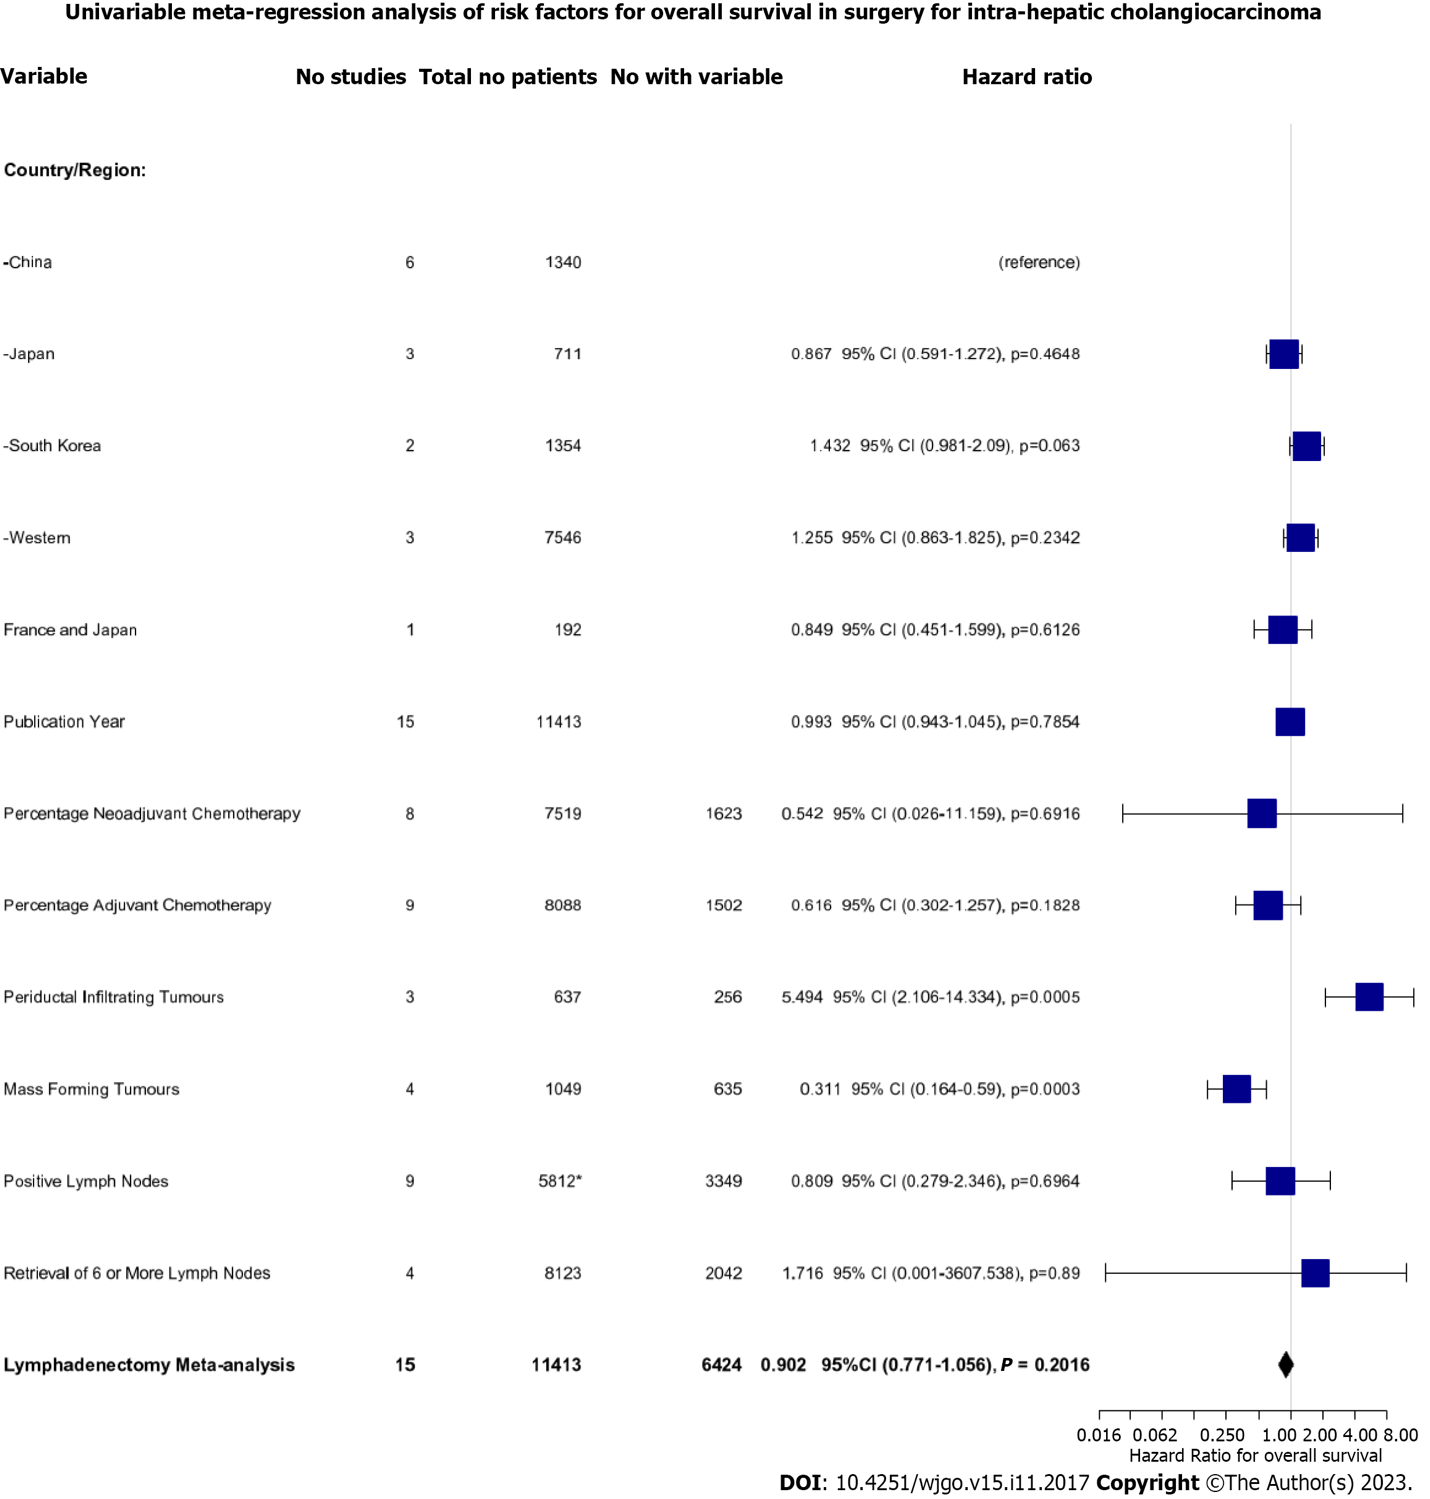 Univariable meta-regression analysis of risk factors for overall survival in surgery for intra-hepatic cholangiocarcinoma
Variable No studies Total no patients No with variable Hazard ratio
Country/Region:
-China 6 1340 (reference)
-Japan 3 711 0.867 95% CI (0.591-1.272), p=0.4648
-South Korea 2 1354 1.432 95% CI (0.981-2.09), p=0.063
-Western 3 7546 1.255 95% CI (0.863-1.825), p=0.2342
France and Japan 1 192 0.849 95% CI (0.451-1.599), p=0.6126
Publication Year 15 11413 0.993 95% CI (0.943-1.045), p=0.7854
Percentage Neoadjuvant Chemotherapy 8 7519 1623 0.542 95% CI (0.026-11.159), p=0.6916
Percentage Adjuvant Chemotherapy 9 8088 1502 0.616 95% CI (0.302-1.257), p=0.1828
Periductal Infiltrating Tumours 3 637 256 5.494 95% CI (2.106-14.334), p=0.0005
Mass Forming Tumours 4 1049 635 0.311 95% CI (0.164-0.59), p=0.0003
Positive Lymph Nodes 9 5812* 3349 0.809 95% CI (0.279-2.346), p=0.6964
Retrieval of 6 or More Lymph Nodes 4 8123 2042 1.716 95% CI (0.001-3607.538), p=0.89
Lymphadenectomy Meta-analysis 15 11413 6424 0.902 95%CI (0.771-1.056), P = 0.2016
0.016 0.062 0.250 1.00 2.00 4.00 8.00
Hazard Ratio for overall survival
DOI: 10.4251/wjgo.v15.i11.2017 Copyright ©The Author(s) 2023.